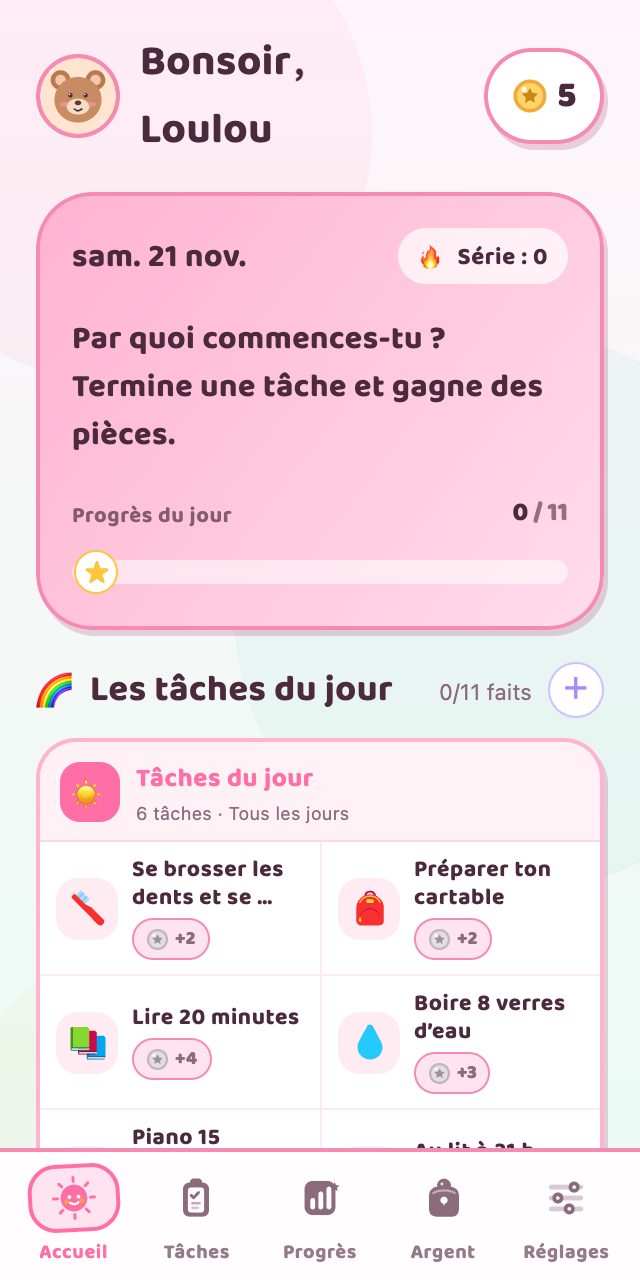 Bonsoir,
Loulou
5
sam. 21 nov.
Série : 0
Par quoi commences-tu ?
Termine une tâche et gagne des
pièces.
Progrès du jour
0 / 11
Les tâches du jour
0/11 faits
Tâches du jour
6 tâches · Tous les jours
Se brosser les
dents et se ...
+2
Préparer ton
cartable
+2
Lire 20 minutes
+4
Boire 8 verres
d'eau
+3
Piano 15
Accueil
Tâches
Progrès
Argent
Réglages